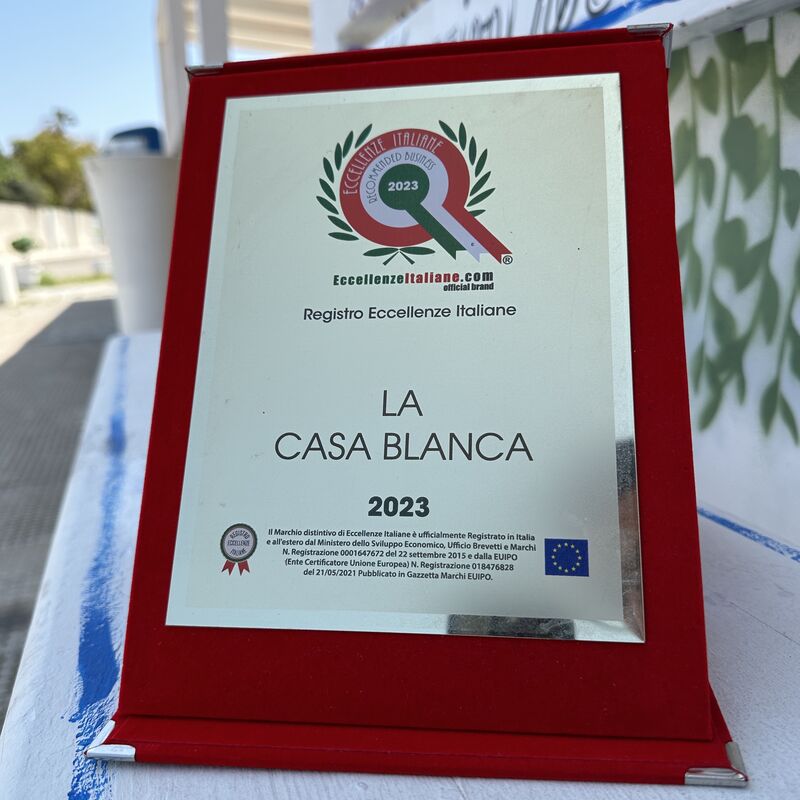 ECCELLENZE ITALIANE
RECOMMENDED BUSINESS
2023
EccellenzeItaliane.com
official brand
®
Registro Eccellenze Italiane
LA
CASA BLANCA
2023
Il Marchio distintivo di Eccellenze Italiane è ufficialmente Registrato in Italia
e all'estero dal Ministero dello Sviluppo Economico, Ufficio Brevetti e Marchi
N. Registrazione 0001647672 del 22 settembre 2015 e dalla EUIPO
(Ente Certificatore Unione Europea) N. Registrazione 018476828
del 21/05/2021 Pubblicato in Gazzetta Marchi EUIPO.
REGISTRO
ECCELLENZE
ITALIANE